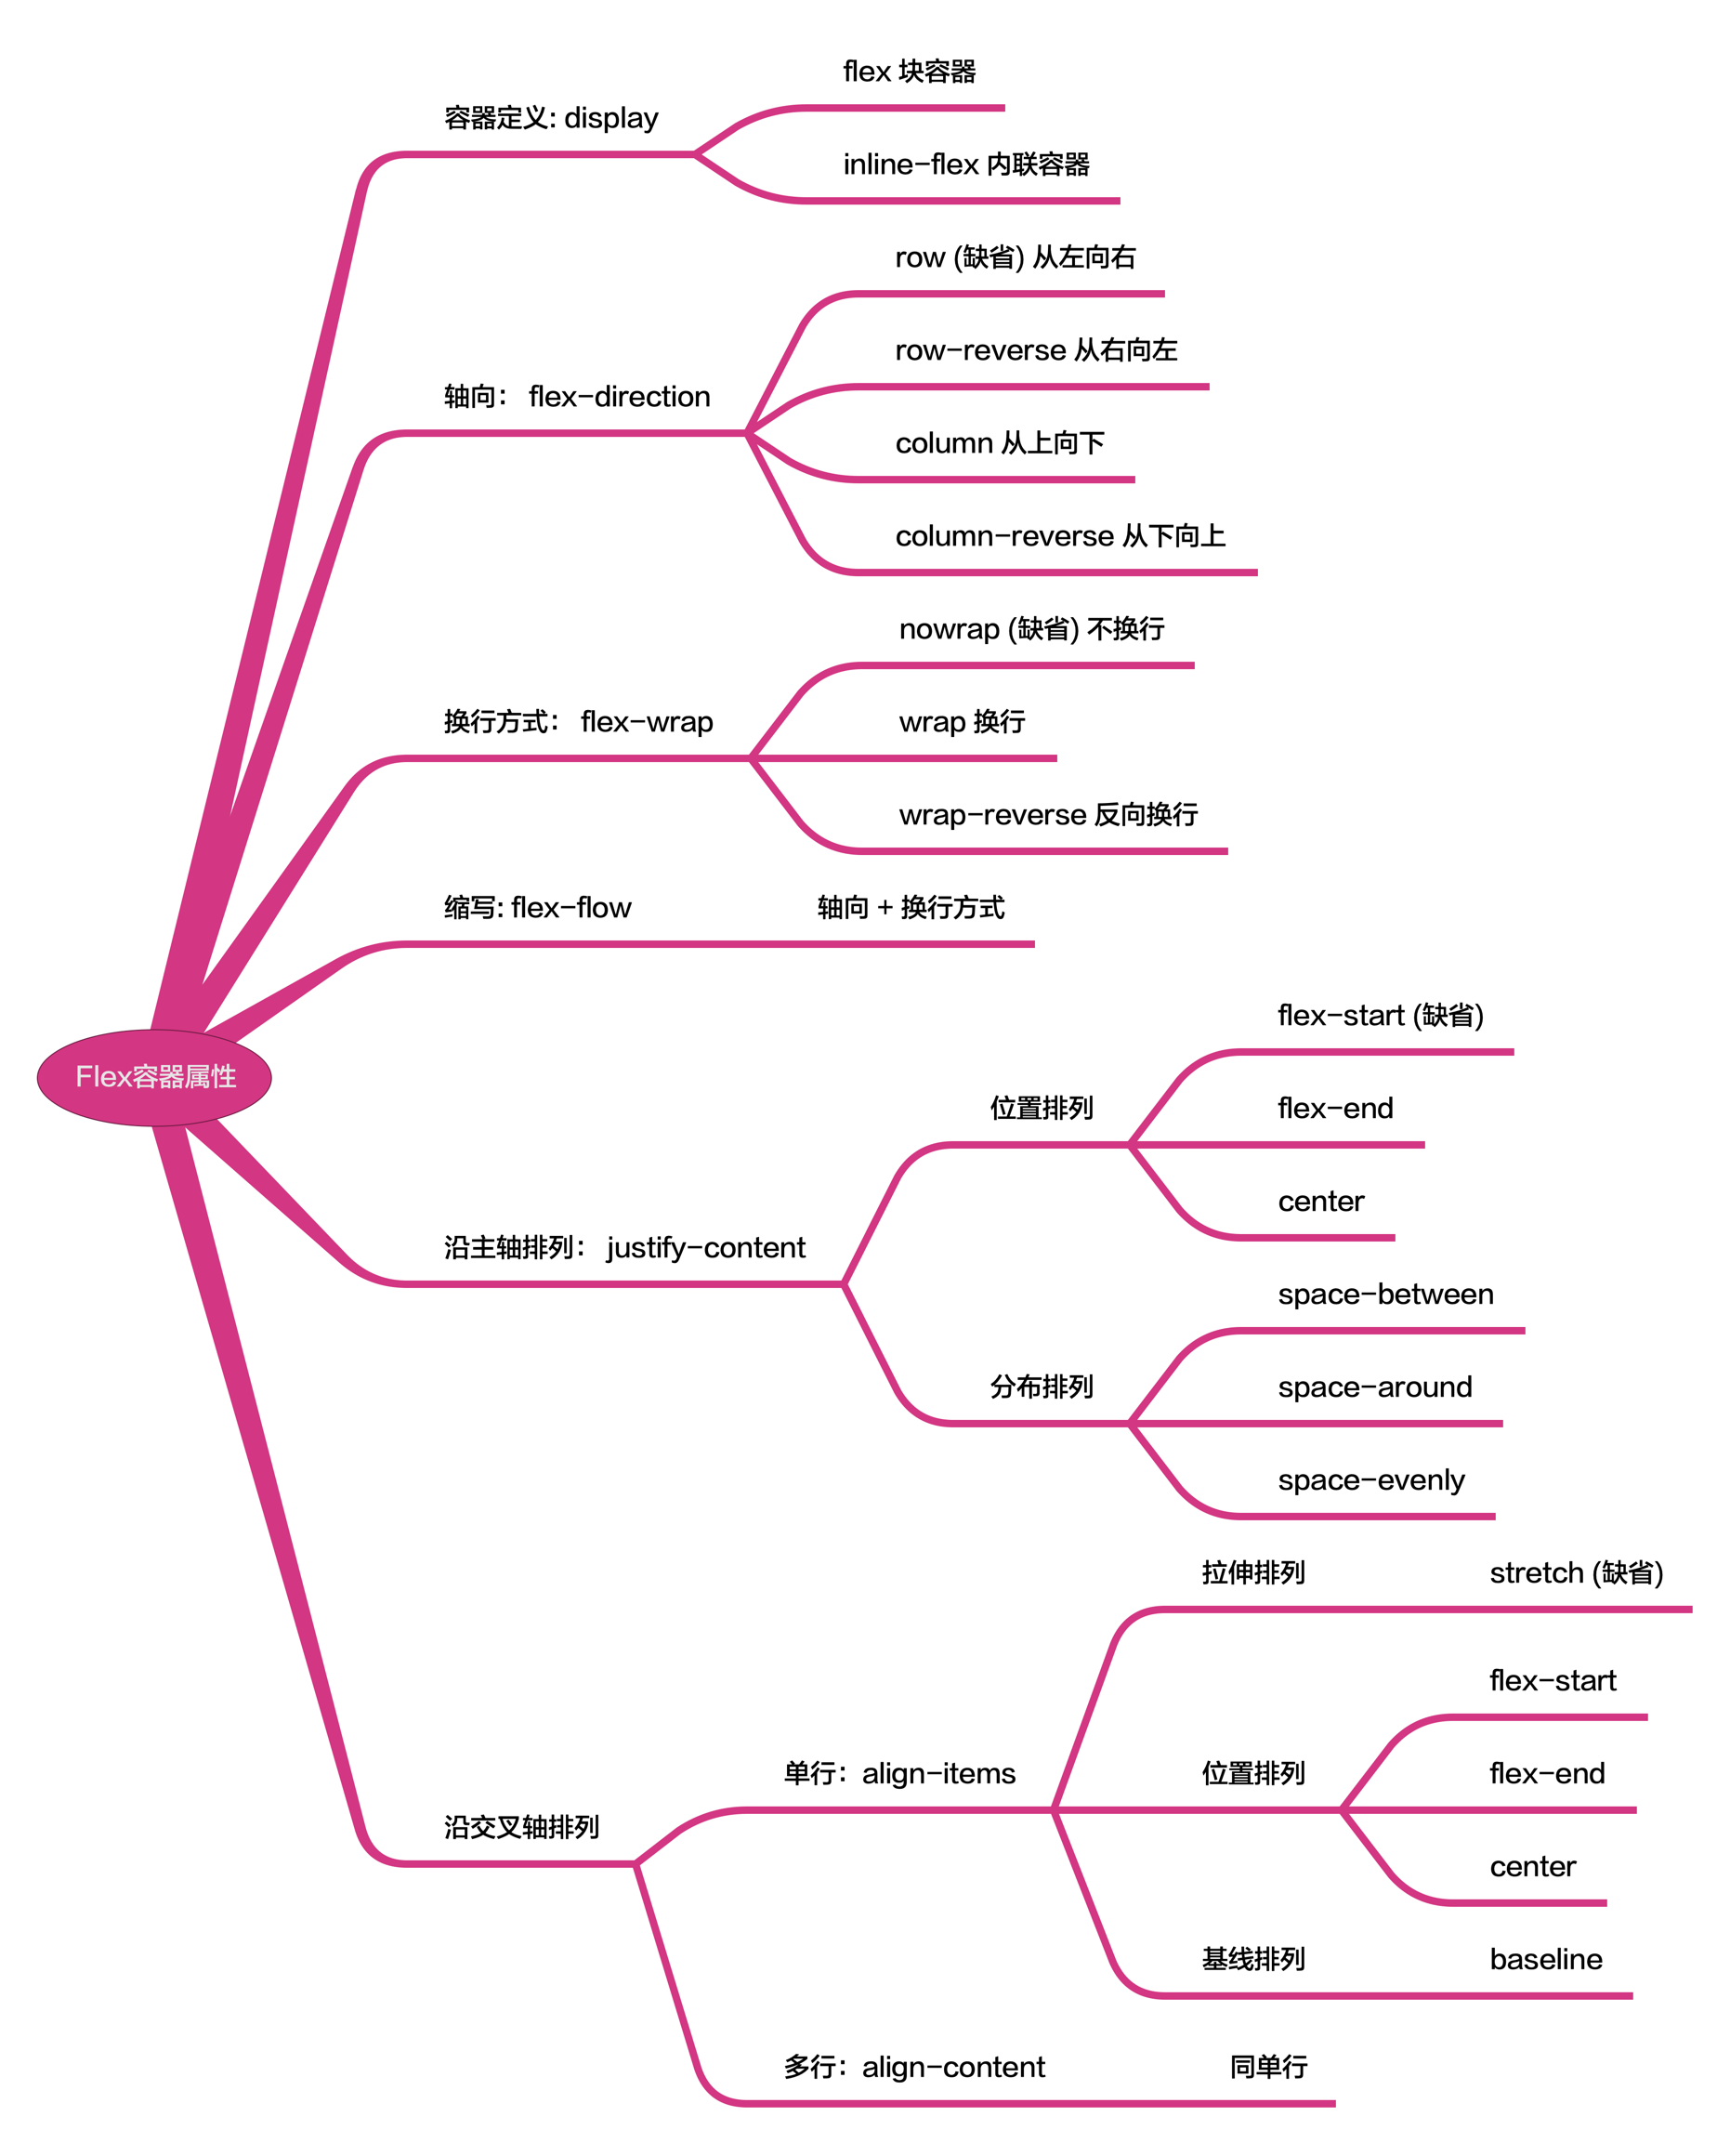 Flex容器属性
容器定义: display
flex 块容器
inline-flex 内联容器
轴向： flex-direction
row (缺省) 从左向右
row-reverse 从右向左
column 从上向下
column-reverse 从下向上
换行方式： flex-wrap
nowrap (缺省) 不换行
wrap 换行
wrap-reverse 反向换行
缩写: flex-flow
轴向 + 换行方式
沿主轴排列： justify-content
位置排列
flex-start (缺省)
flex-end
center
分布排列
space-between
space-around
space-evenly
沿交叉轴排列
单行：align-items
拉伸排列
stretch (缺省)
位置排列
flex-start
flex-end
center
基线排列
baseline
多行：align-content
同单行